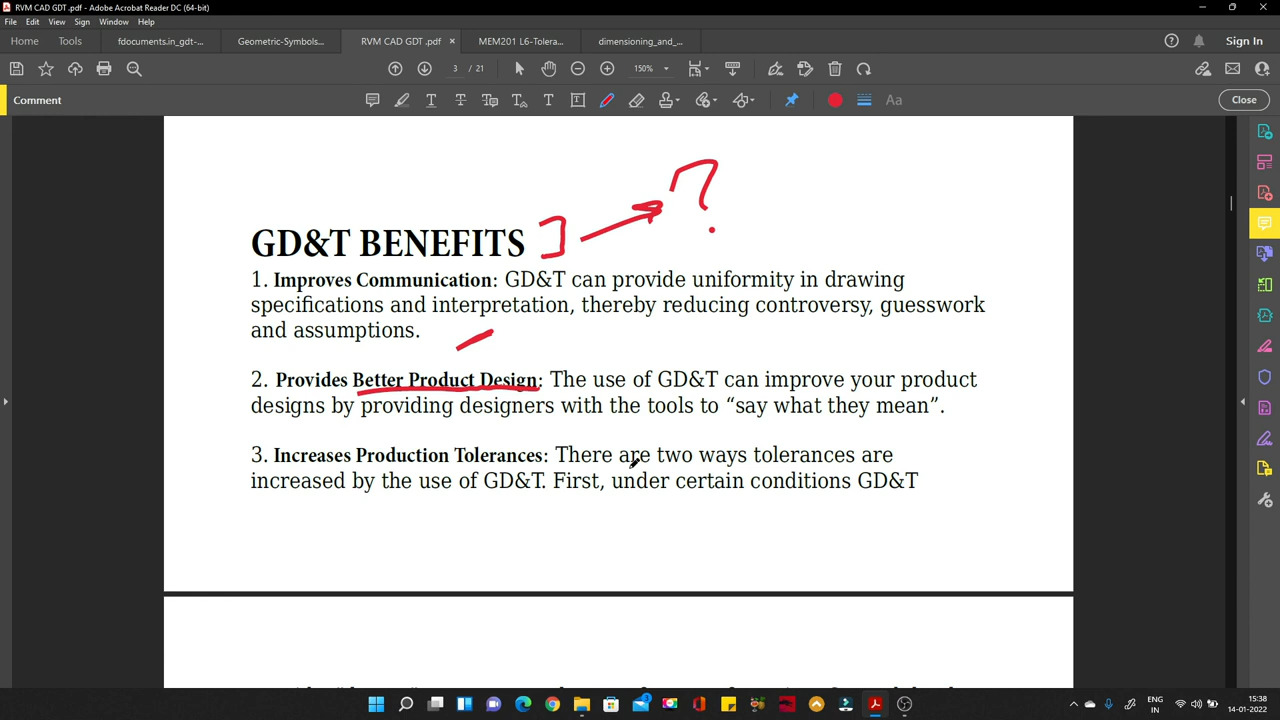 RVM CAD GDT .pdf - Adobe Acrobat Reader DC (64-bit)
File Edit View Sign Window Help
Home Tools fdocuments.in_gdt-... Geometric-Symbols... RVM CAD GDT .pdf × MEM201 L6-Tolera... dimensioning_and_... Sign In
3 / 21 150%
Comment Aa Close
?
GD&T BENEFITS
1. Improves Communication: GD&T can provide uniformity in drawing
specifications and interpretation, thereby reducing controversy, guesswork
and assumptions.
2. Provides Better Product Design: The use of GD&T can improve your product
designs by providing designers with the tools to “say what they mean”.
3. Increases Production Tolerances: There are two ways tolerances are
increased by the use of GD&T. First, under certain conditions GD&T
3
ENG 15:38
IN 14-01-2022